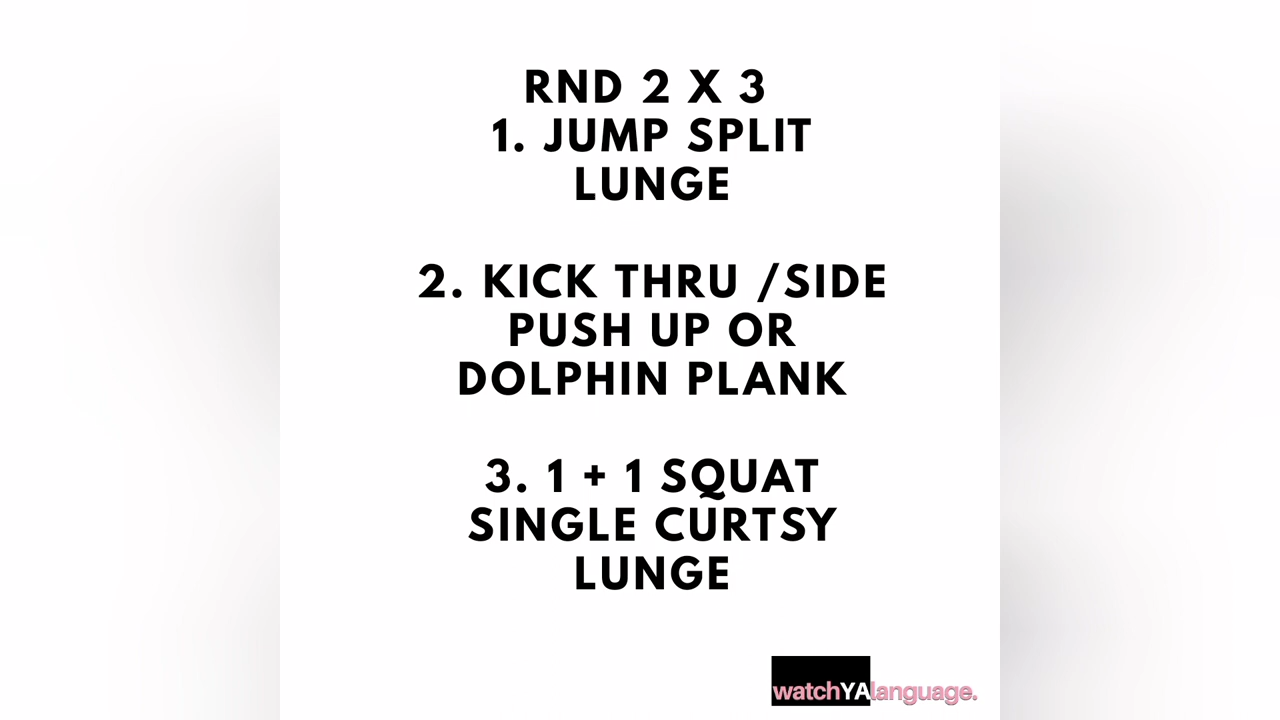 RND 2 X 3
1. JUMP SPLIT
LUNGE
2. KICK THRU /SIDE
PUSH UP OR
DOLPHIN PLANK
3. 1 + 1 SQUAT
SINGLE CURTSY
LUNGE
watchYAlanguage.